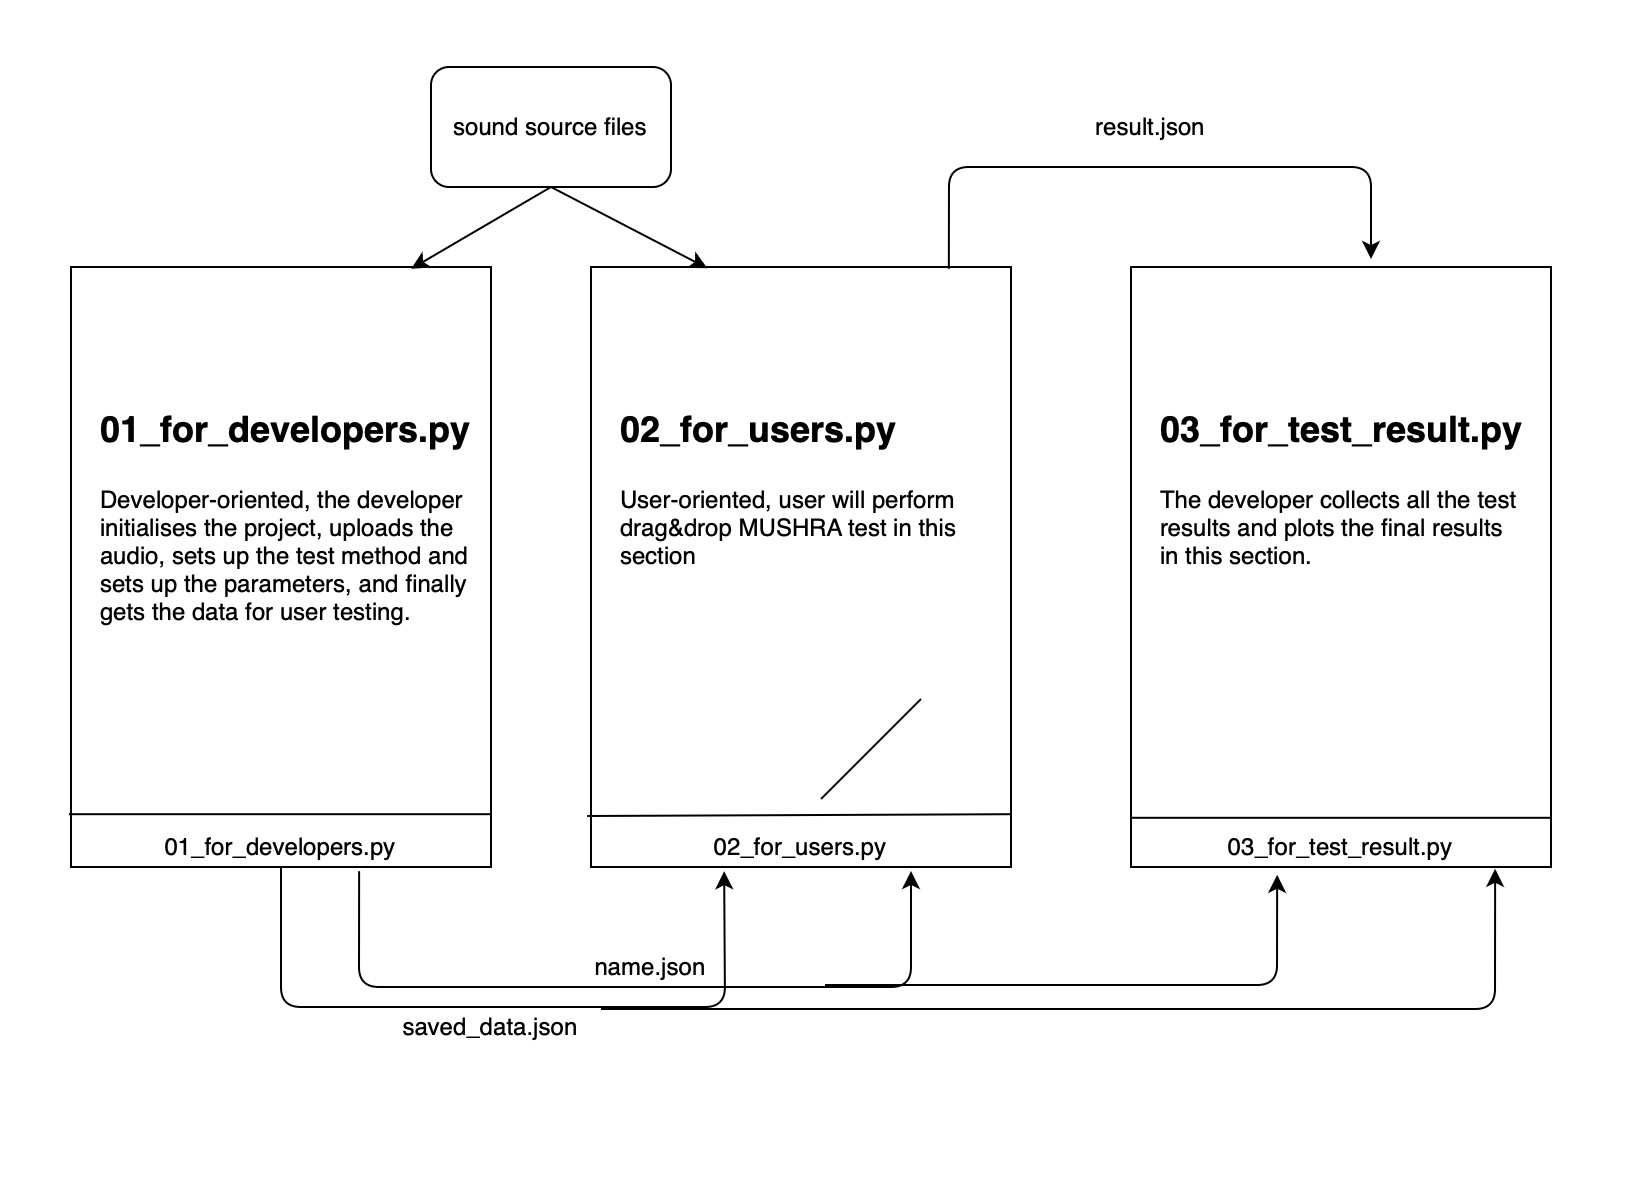 sound source files
result.json
01_for_developers.py
Developer-oriented, the developer
initialises the project, uploads the
audio, sets up the test method and
sets up the parameters, and finally
gets the data for user testing.
01_for_developers.py
02_for_users.py
User-oriented, user will perform
drag&drop MUSHRA test in this
section
02_for_users.py
03_for_test_result.py
The developer collects all the test
results and plots the final results
in this section.
03_for_test_result.py
name.json
saved_data.json